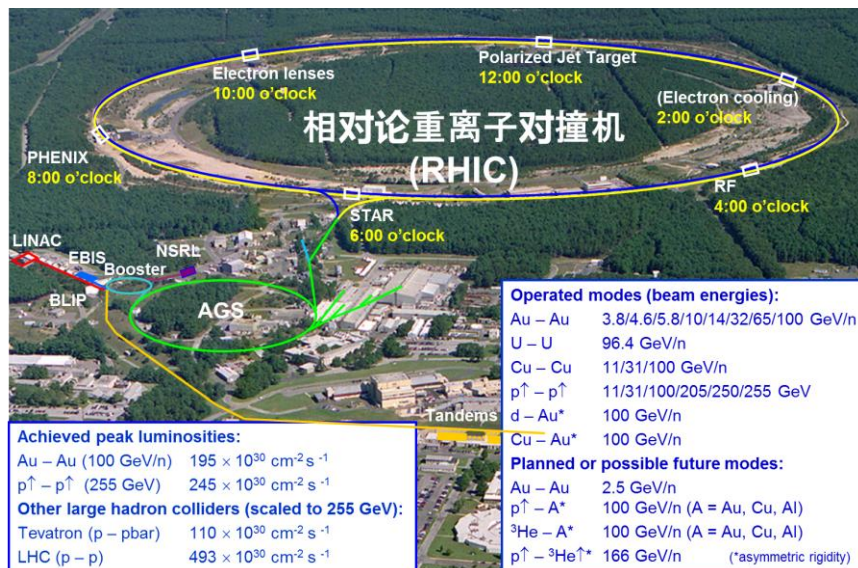 Electron lenses
10:00 o'clock
Polarized Jet Target
12:00 o'clock
(Electron cooling)
2:00 o'clock
相对论重离子对撞机
(RHIC)
PHENIX
8:00 o'clock
RF
4:00 o'clock
STAR
6:00 o'clock
LINAC
EBIS
NSRL
Booster
BLIP
AGS
Tandems
Operated modes (beam energies):
Au – Au 3.8/4.6/5.8/10/14/32/65/100 GeV/n
U – U 96.4 GeV/n
Cu – Cu 11/31/100 GeV/n
p↑ – p↑ 11/31/100/205/250/255 GeV
d – Au* 100 GeV/n
Cu – Au* 100 GeV/n
Planned or possible future modes:
Au – Au 2.5 GeV/n
p↑ – A* 100 GeV/n (A = Au, Cu, Al)
³He – A* 100 GeV/n (A = Au, Cu, Al)
p↑ – ³He↑* 166 GeV/n (*asymmetric rigidity)
Achieved peak luminosities:
Au – Au (100 GeV/n) 195 × 10³⁰ cm⁻² s⁻¹
p↑ – p↑ (255 GeV) 245 × 10³⁰ cm⁻² s⁻¹
Other large hadron colliders (scaled to 255 GeV):
Tevatron (p – pbar) 110 × 10³⁰ cm⁻² s⁻¹
LHC (p – p) 493 × 10³⁰ cm⁻² s⁻¹